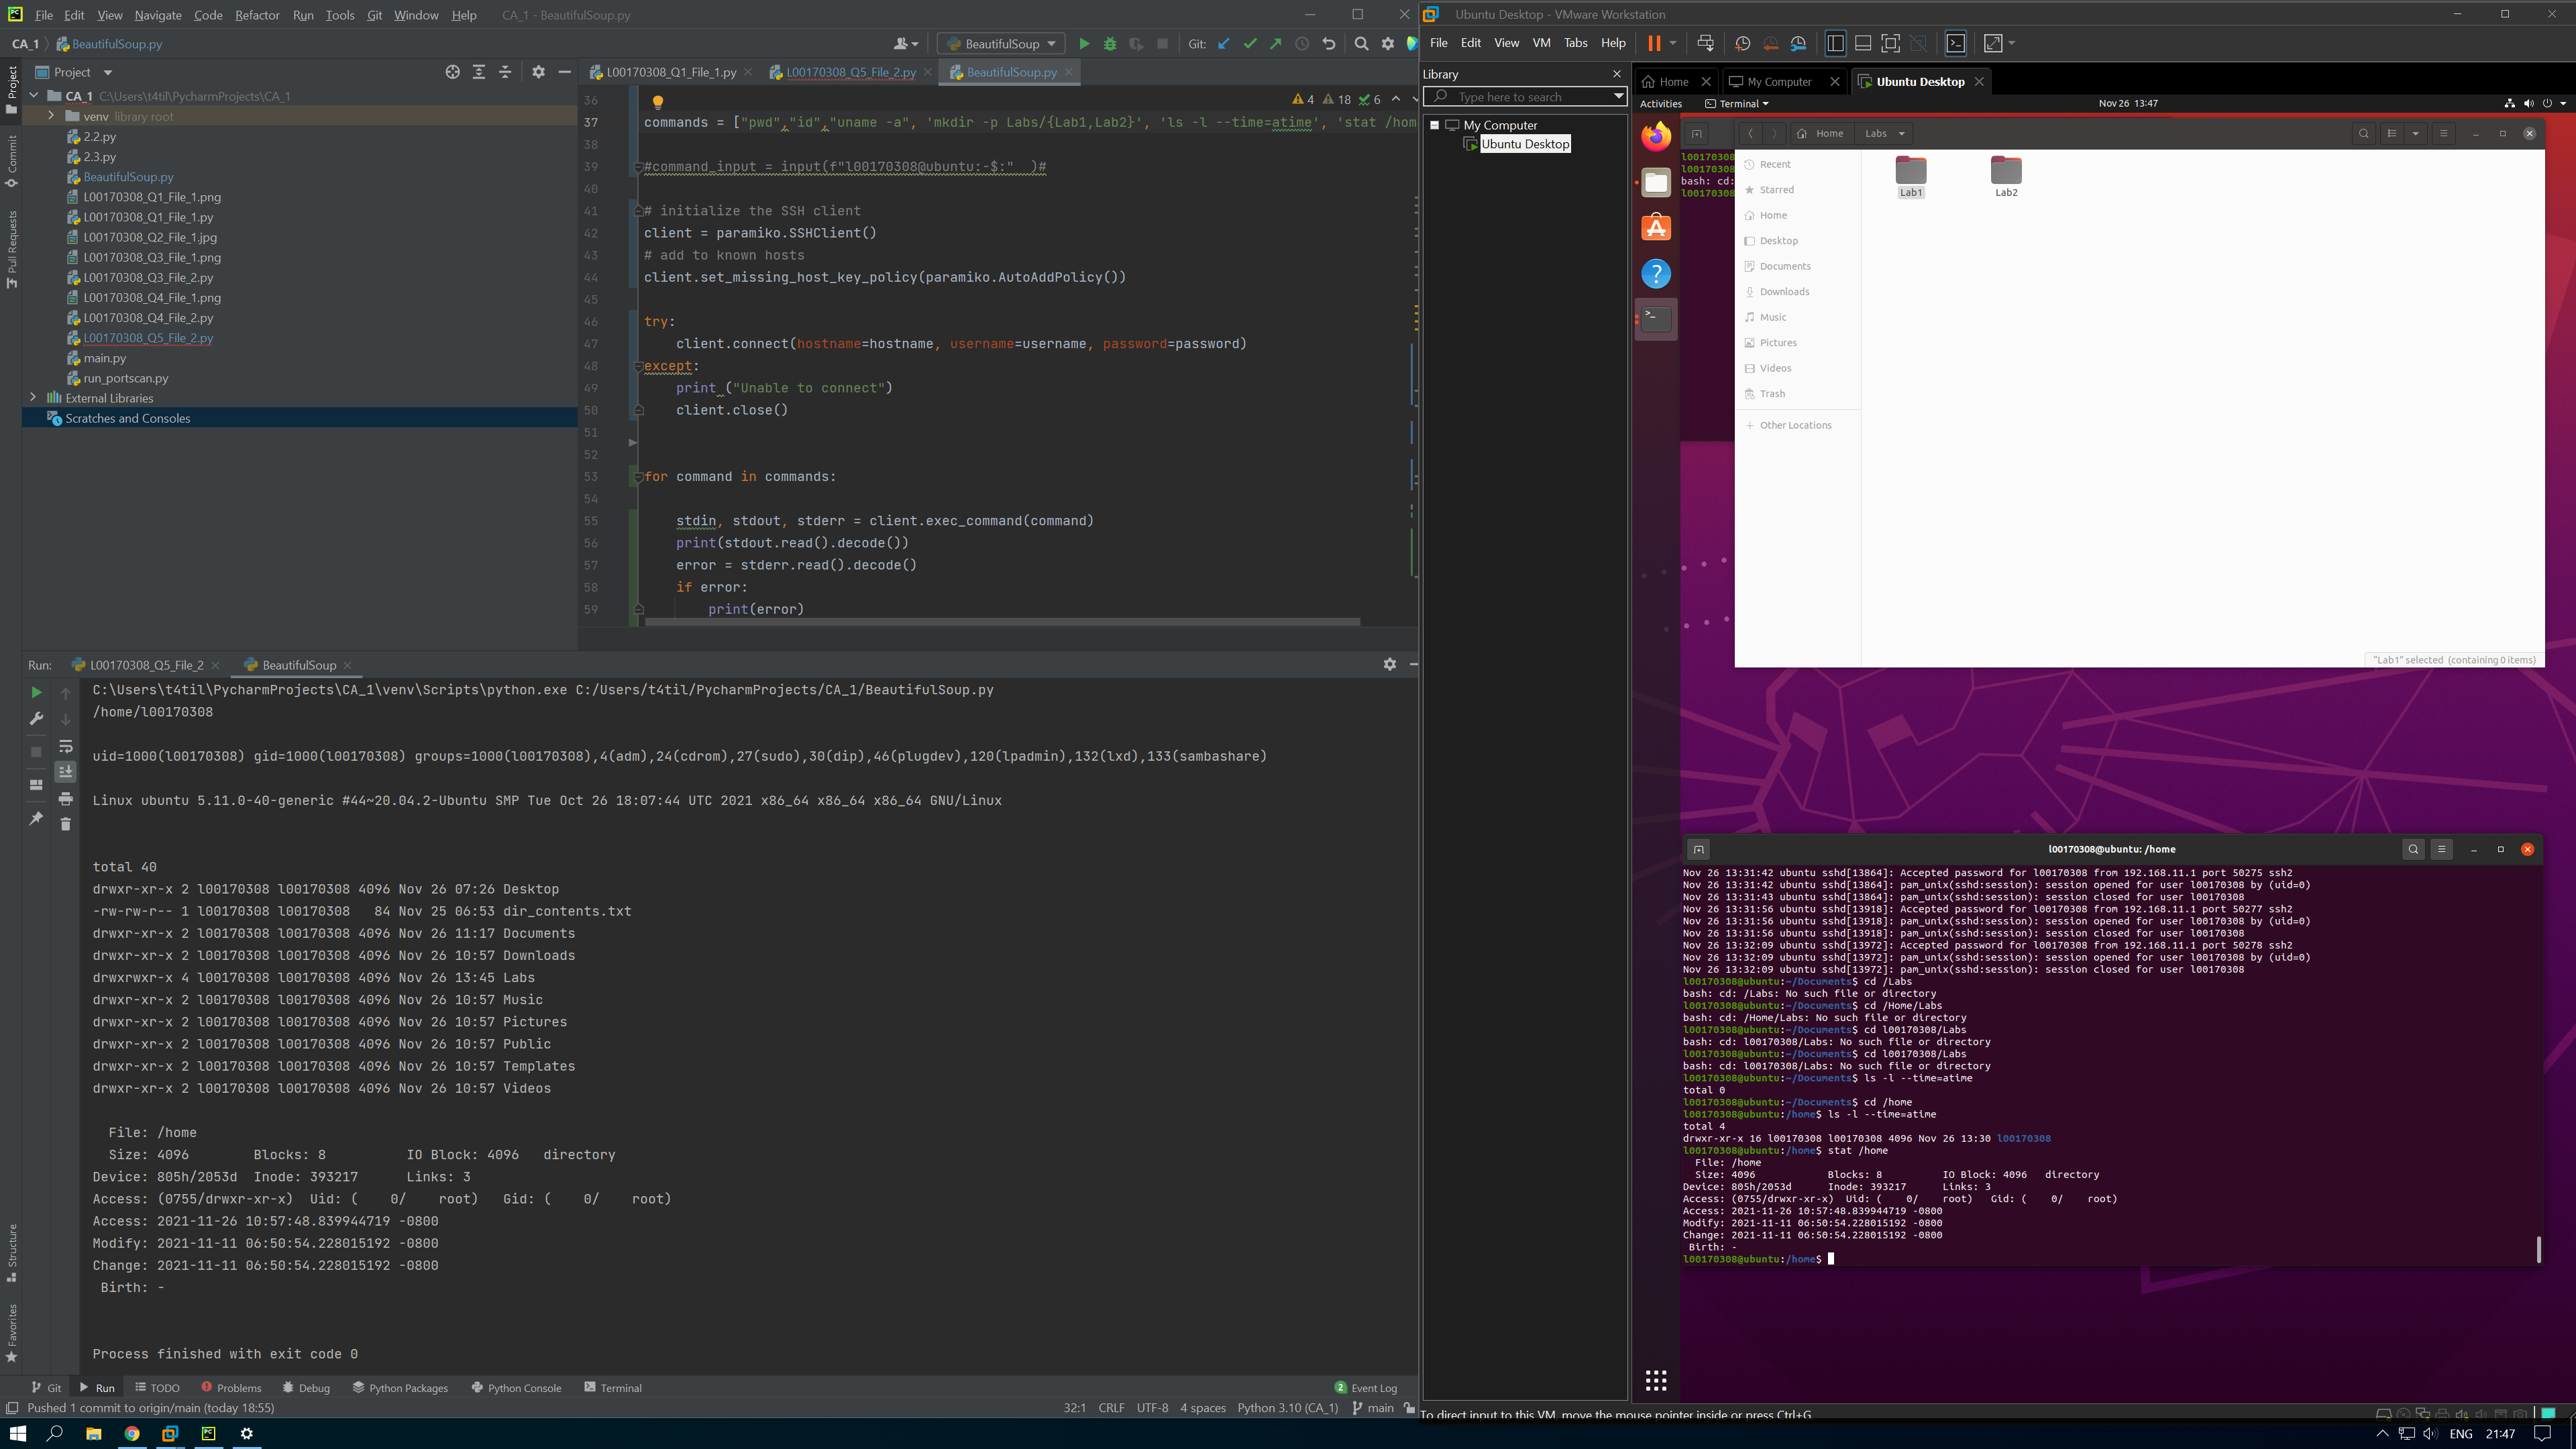 File Edit View Navigate Code Refactor Run Tools Git Window Help CA_1 - BeautifulSoup.py
CA_1 BeautifulSoup.py
BeautifulSoup
Git:
Project
L00170308_Q1_File_1.py
L00170308_Q5_File_2.py
BeautifulSoup.py
Project
Commit
Pull Requests
Structure
Favorites
CA_1 C:\Users\t4til\PycharmProjects\CA_1
venv library root
2.2.py
2.3.py
BeautifulSoup.py
L00170308_Q1_File_1.png
L00170308_Q1_File_1.py
L00170308_Q2_File_1.jpg
L00170308_Q3_File_1.png
L00170308_Q3_File_2.py
L00170308_Q4_File_1.png
L00170308_Q4_File_2.py
L00170308_Q5_File_2.py
main.py
run_portscan.py
External Libraries
Scratches and Consoles
4 18 6
36
37 commands = ["pwd","id","uname -a", 'mkdir -p Labs/{Lab1,Lab2}', 'ls -l --time=atime', 'stat /hom
38
39 #command_input = input(f"l00170308@ubuntu:-$:" )#
40
41 # initialize the SSH client
42 client = paramiko.SSHClient()
43 # add to known hosts
44 client.set_missing_host_key_policy(paramiko.AutoAddPolicy())
45
46 try:
47 client.connect(hostname=hostname, username=username, password=password)
48 except:
49 print ("Unable to connect")
50 client.close()
51
52
53 for command in commands:
54
55 stdin, stdout, stderr = client.exec_command(command)
56 print(stdout.read().decode())
57 error = stderr.read().decode()
58 if error:
59 print(error)
Run: L00170308_Q5_File_2 BeautifulSoup
C:\Users\t4til\PycharmProjects\CA_1\venv\Scripts\python.exe C:/Users/t4til/PycharmProjects/CA_1/BeautifulSoup.py
/home/l00170308
uid=1000(l00170308) gid=1000(l00170308) groups=1000(l00170308),4(adm),24(cdrom),27(sudo),30(dip),46(plugdev),120(lpadmin),132(lxd),133(sambashare)
Linux ubuntu 5.11.0-40-generic #44~20.04.2-Ubuntu SMP Tue Oct 26 18:07:44 UTC 2021 x86_64 x86_64 x86_64 GNU/Linux
total 40
drwxr-xr-x 2 l00170308 l00170308 4096 Nov 26 07:26 Desktop
-rw-rw-r-- 1 l00170308 l00170308   84 Nov 25 06:53 dir_contents.txt
drwxr-xr-x 2 l00170308 l00170308 4096 Nov 26 11:17 Documents
drwxr-xr-x 2 l00170308 l00170308 4096 Nov 26 10:57 Downloads
drwxrwxr-x 4 l00170308 l00170308 4096 Nov 26 13:45 Labs
drwxr-xr-x 2 l00170308 l00170308 4096 Nov 26 10:57 Music
drwxr-xr-x 2 l00170308 l00170308 4096 Nov 26 10:57 Pictures
drwxr-xr-x 2 l00170308 l00170308 4096 Nov 26 10:57 Public
drwxr-xr-x 2 l00170308 l00170308 4096 Nov 26 10:57 Templates
drwxr-xr-x 2 l00170308 l00170308 4096 Nov 26 10:57 Videos
File: /home
Size: 4096 Blocks: 8 IO Block: 4096 directory
Device: 805h/2053d Inode: 393217 Links: 3
Access: (0755/drwxr-xr-x) Uid: ( 0/ root) Gid: ( 0/ root)
Access: 2021-11-26 10:57:48.839944719 -0800
Modify: 2021-11-11 06:50:54.228015192 -0800
Change: 2021-11-11 06:50:54.228015192 -0800
Birth: -
Process finished with exit code 0
Git Run TODO Problems Debug Python Packages Python Console Terminal 2 Event Log
Pushed 1 commit to origin/main (today 18:55) 32:1 CRLF UTF-8 4 spaces Python 3.10 (CA_1) main
Ubuntu Desktop - VMware Workstation
File Edit View VM Tabs Help
Library
Type here to search
My Computer
Ubuntu Desktop
Home My Computer Ubuntu Desktop
Activities Terminal Nov 26 13:47
Home Labs
l00170308
l00170308
bash: cd:
l00170308
Recent
Starred
Home
Desktop
Documents
Downloads
Music
Pictures
Videos
Trash
Other Locations
Lab1 Lab2
"Lab1" selected (containing 0 items)
l00170308@ubuntu: /home
Nov 26 13:31:42 ubuntu sshd[13864]: Accepted password for l00170308 from 192.168.11.1 port 50275 ssh2
Nov 26 13:31:42 ubuntu sshd[13864]: pam_unix(sshd:session): session opened for user l00170308 by (uid=0)
Nov 26 13:31:43 ubuntu sshd[13864]: pam_unix(sshd:session): session closed for user l00170308
Nov 26 13:31:56 ubuntu sshd[13918]: Accepted password for l00170308 from 192.168.11.1 port 50277 ssh2
Nov 26 13:31:56 ubuntu sshd[13918]: pam_unix(sshd:session): session opened for user l00170308 by (uid=0)
Nov 26 13:31:56 ubuntu sshd[13918]: pam_unix(sshd:session): session closed for user l00170308
Nov 26 13:32:09 ubuntu sshd[13972]: Accepted password for l00170308 from 192.168.11.1 port 50278 ssh2
Nov 26 13:32:09 ubuntu sshd[13972]: pam_unix(sshd:session): session opened for user l00170308 by (uid=0)
Nov 26 13:32:09 ubuntu sshd[13972]: pam_unix(sshd:session): session closed for user l00170308
l00170308@ubuntu:~/Documents$ cd /Labs
bash: cd: /Labs: No such file or directory
l00170308@ubuntu:~/Documents$ cd /Home/Labs
bash: cd: /Home/Labs: No such file or directory
l00170308@ubuntu:~/Documents$ cd l00170308/Labs
bash: cd: l00170308/Labs: No such file or directory
l00170308@ubuntu:~/Documents$ cd l00170308/Labs
bash: cd: l00170308/Labs: No such file or directory
l00170308@ubuntu:~/Documents$ ls -l --time=atime
total 0
l00170308@ubuntu:~/Documents$ cd /home
l00170308@ubuntu:/home$ ls -l --time=atime
total 4
drwxr-xr-x 16 l00170308 l00170308 4096 Nov 26 13:30 l00170308
l00170308@ubuntu:/home$ stat /home
File: /home
Size: 4096 Blocks: 8 IO Block: 4096 directory
Device: 805h/2053d Inode: 393217 Links: 3
Access: (0755/drwxr-xr-x) Uid: ( 0/ root) Gid: ( 0/ root)
Access: 2021-11-26 10:57:48.839944719 -0800
Modify: 2021-11-11 06:50:54.228015192 -0800
Change: 2021-11-11 06:50:54.228015192 -0800
Birth: -
l00170308@ubuntu:/home$
To direct input to this VM, move the mouse pointer inside or press Ctrl+G.
ENG 21:47